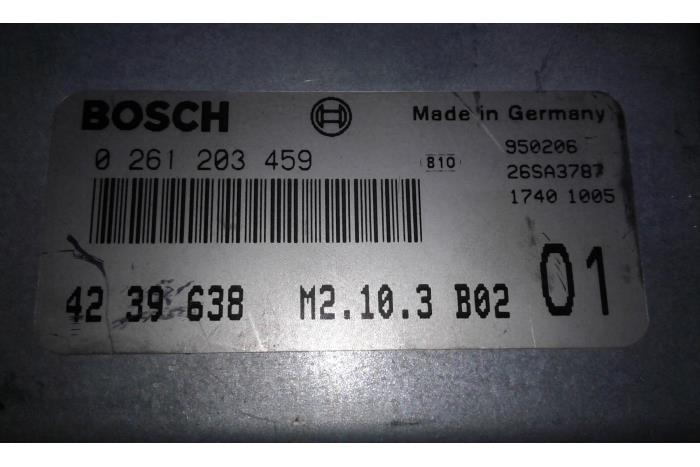 BOSCH Made in Germany
0 261 203 459 B10 950206
26SA3787
1740 1005
42 39 638 M2.10.3 B02 01